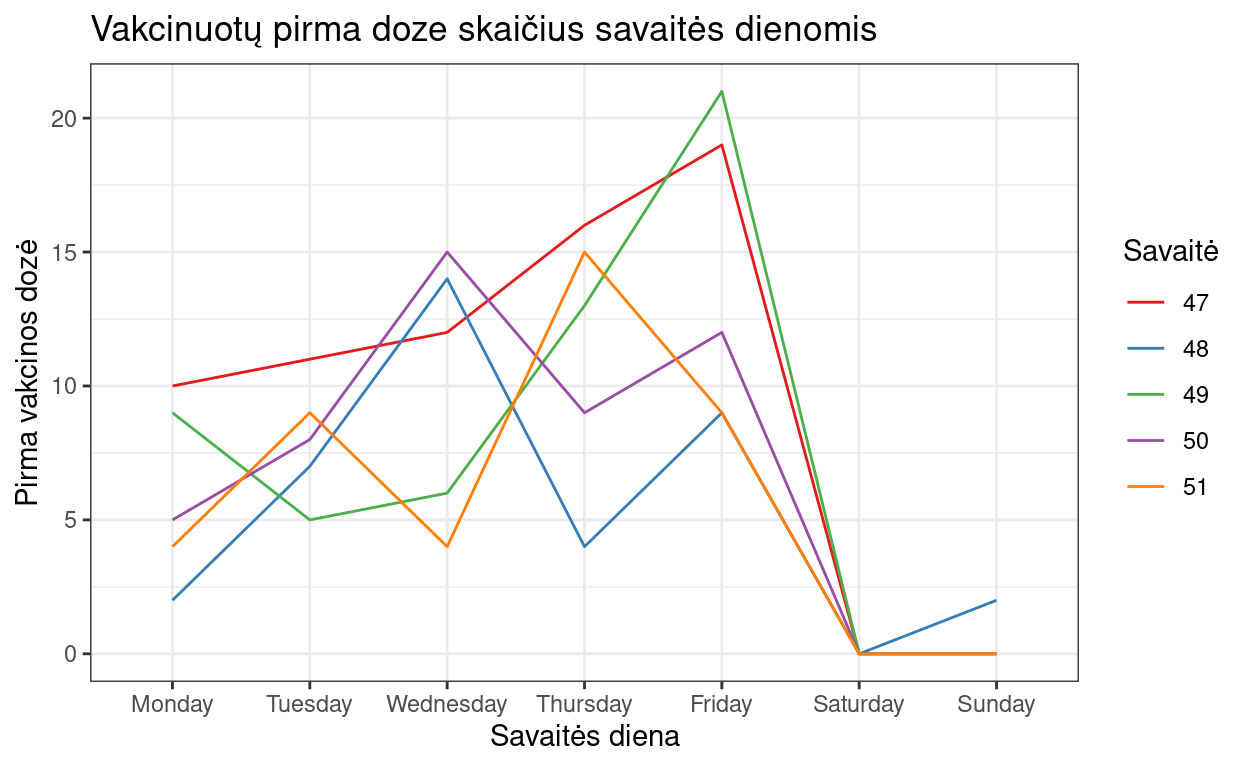 Vakcinuotų pirma doze skaičius savaitės dienomis
Pirma vakcinos dozė
20
15
10
5
0
Monday Tuesday Wednesday Thursday Friday Saturday Sunday
Savaitės diena
Savaitė
47
48
49
50
51